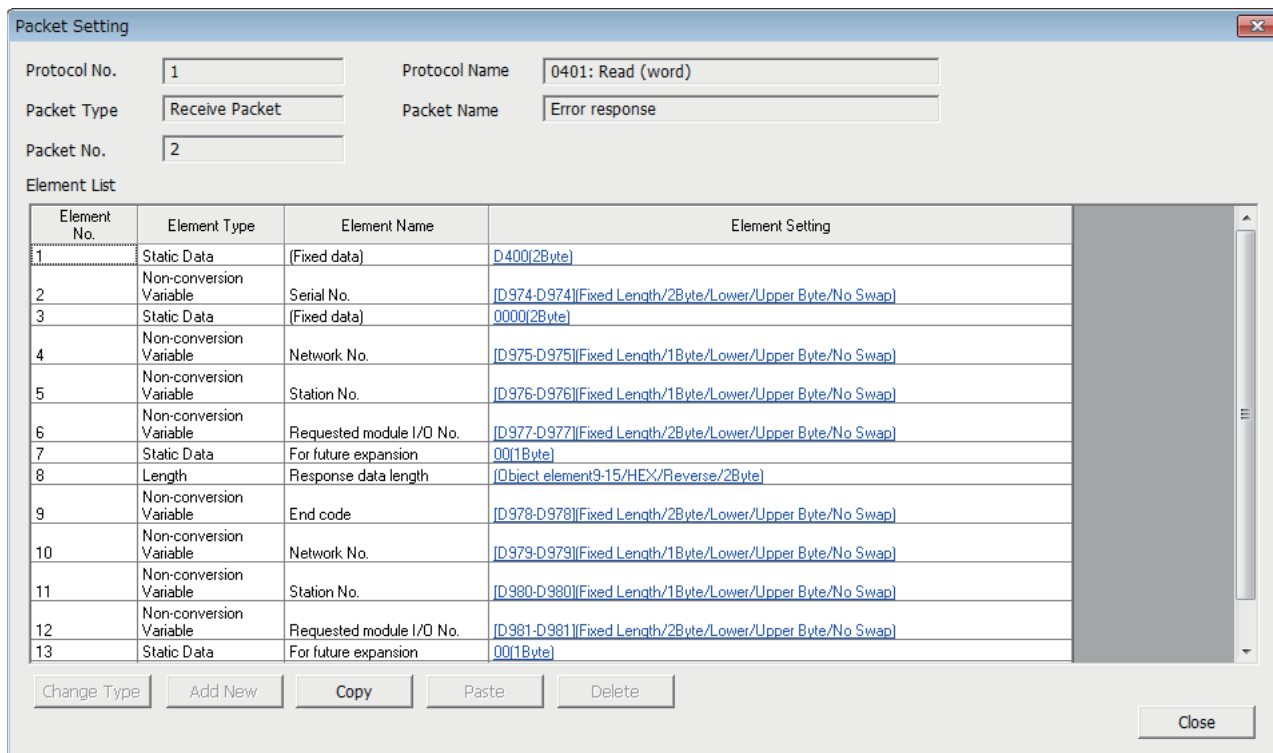 Packet Setting
Protocol No. 1 Protocol Name 0401: Read (word)
Packet Type Receive Packet Packet Name Error response
Packet No. 2
Element List
Element No. Element Type Element Name Element Setting
1 Static Data (Fixed data) D400(2Byte)
2 Non-conversion Variable Serial No. [D974-D974](Fixed Length/2Byte/Lower/Upper Byte/No Swap)
3 Static Data (Fixed data) 0000(2Byte)
4 Non-conversion Variable Network No. [D975-D975](Fixed Length/1Byte/Lower/Upper Byte/No Swap)
5 Non-conversion Variable Station No. [D976-D976](Fixed Length/1Byte/Lower/Upper Byte/No Swap)
6 Non-conversion Variable Requested module I/O No. [D977-D977](Fixed Length/2Byte/Lower/Upper Byte/No Swap)
7 Static Data For future expansion 00(1Byte)
8 Length Response data length (Object element9-15/HEX/Reverse/2Byte)
9 Non-conversion Variable End code [D978-D978](Fixed Length/2Byte/Lower/Upper Byte/No Swap)
10 Non-conversion Variable Network No. [D979-D979](Fixed Length/1Byte/Lower/Upper Byte/No Swap)
11 Non-conversion Variable Station No. [D980-D980](Fixed Length/1Byte/Lower/Upper Byte/No Swap)
12 Non-conversion Variable Requested module I/O No. [D981-D981](Fixed Length/2Byte/Lower/Upper Byte/No Swap)
13 Static Data For future expansion 00(1Byte)
Change Type Add New Copy Paste Delete
Close